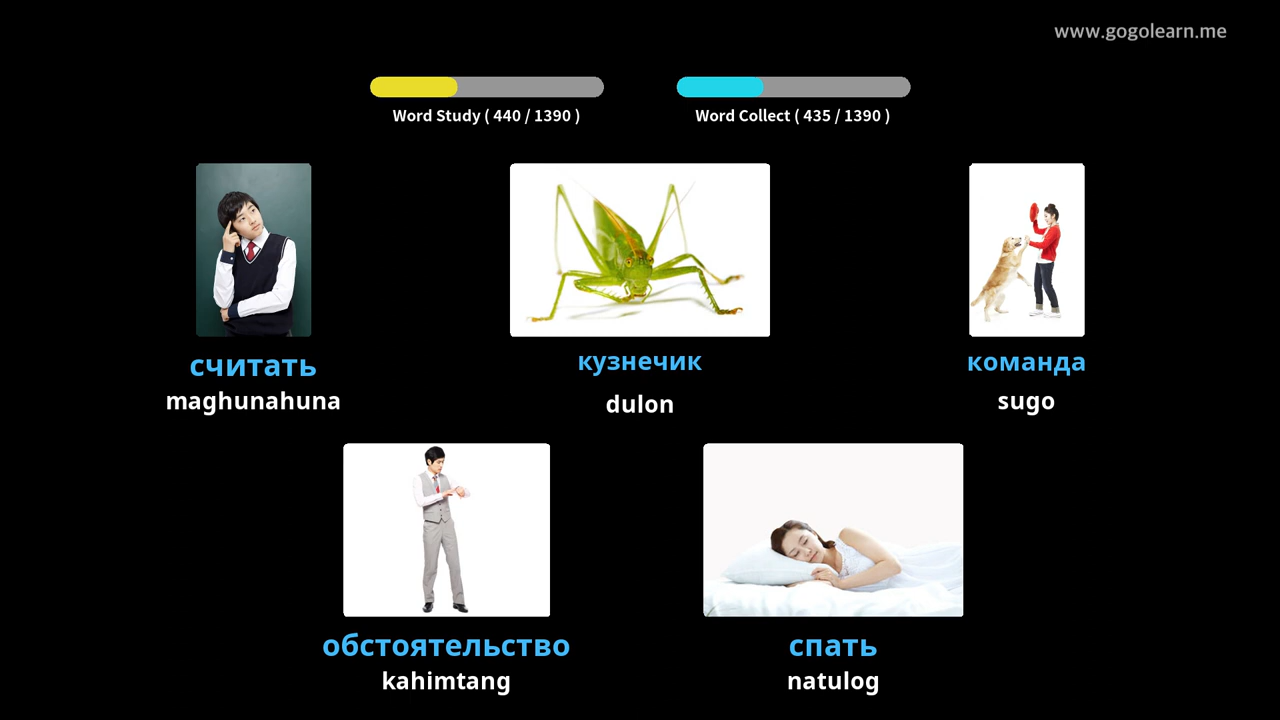 www.gogolearn.me
Word Study ( 440 / 1390 )
Word Collect ( 435 / 1390 )
считать
maghunahuna
кузнечик
dulon
команда
sugo
обстоятельство
kahimtang
спать
natulog